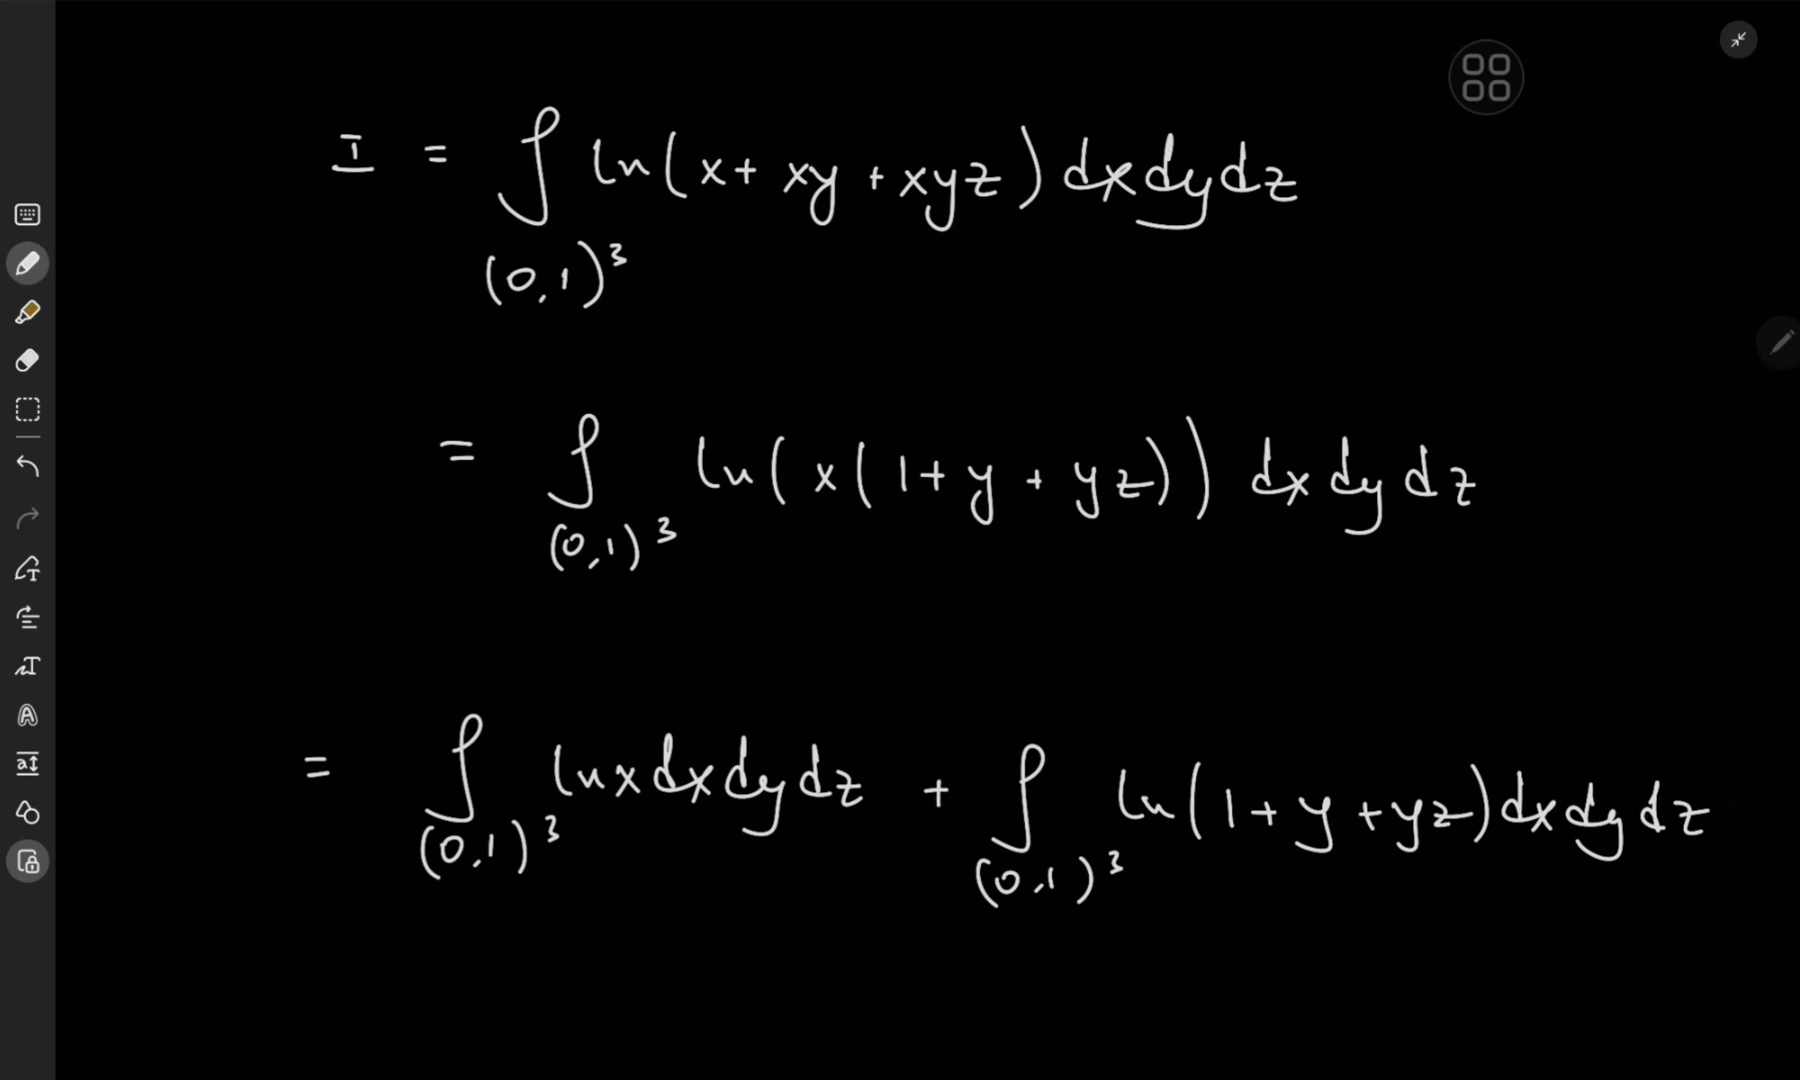 I = ∫ ln(x + xy + xyz) dx dy dz
(0,1)³
= ∫ ln(x(1 + y + yz)) dx dy dz
(0,1)³
= ∫ ln x dx dy dz + ∫ ln(1 + y + yz) dx dy dz
(0,1)³ (0,1)³